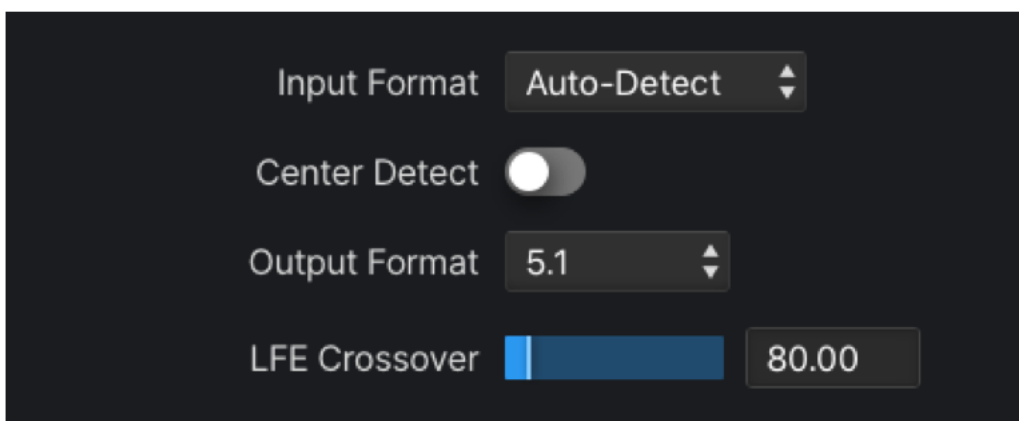 Input Format Auto-Detect
Center Detect
Output Format 5.1
LFE Crossover 80.00